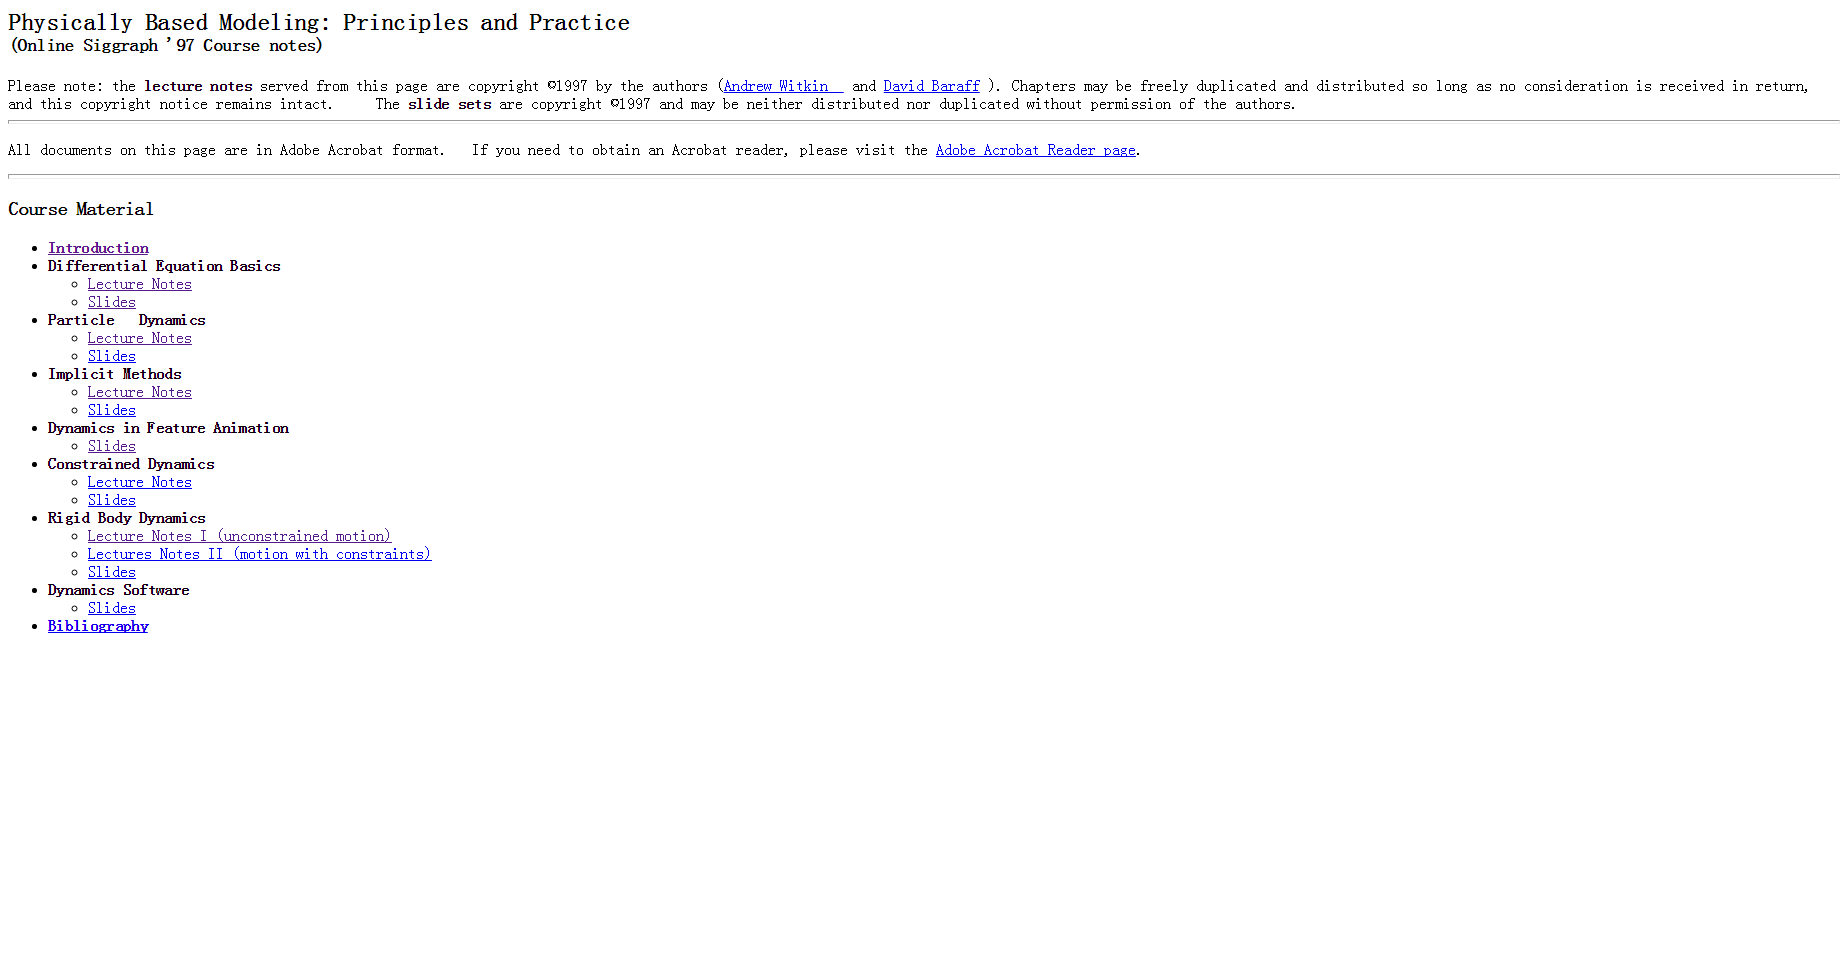 Physically Based Modeling: Principles and Practice
(Online Siggraph '97 Course notes)
Please note: the lecture notes served from this page are copyright ©1997 by the authors (Andrew Witkin  and David Baraff ). Chapters may be freely duplicated and distributed so long as no consideration is received in return,
and this copyright notice remains intact.    The slide sets are copyright ©1997 and may be neither distributed nor duplicated without permission of the authors.
All documents on this page are in Adobe Acrobat format.   If you need to obtain an Acrobat reader, please visit the Adobe Acrobat Reader page.
Course Material
• Introduction
• Differential Equation Basics
◦ Lecture Notes
◦ Slides
• Particle  Dynamics
◦ Lecture Notes
◦ Slides
• Implicit Methods
◦ Lecture Notes
◦ Slides
• Dynamics in Feature Animation
◦ Slides
• Constrained Dynamics
◦ Lecture Notes
◦ Slides
• Rigid Body Dynamics
◦ Lecture Notes I (unconstrained motion)
◦ Lectures Notes II (motion with constraints)
◦ Slides
• Dynamics Software
◦ Slides
• Bibliography